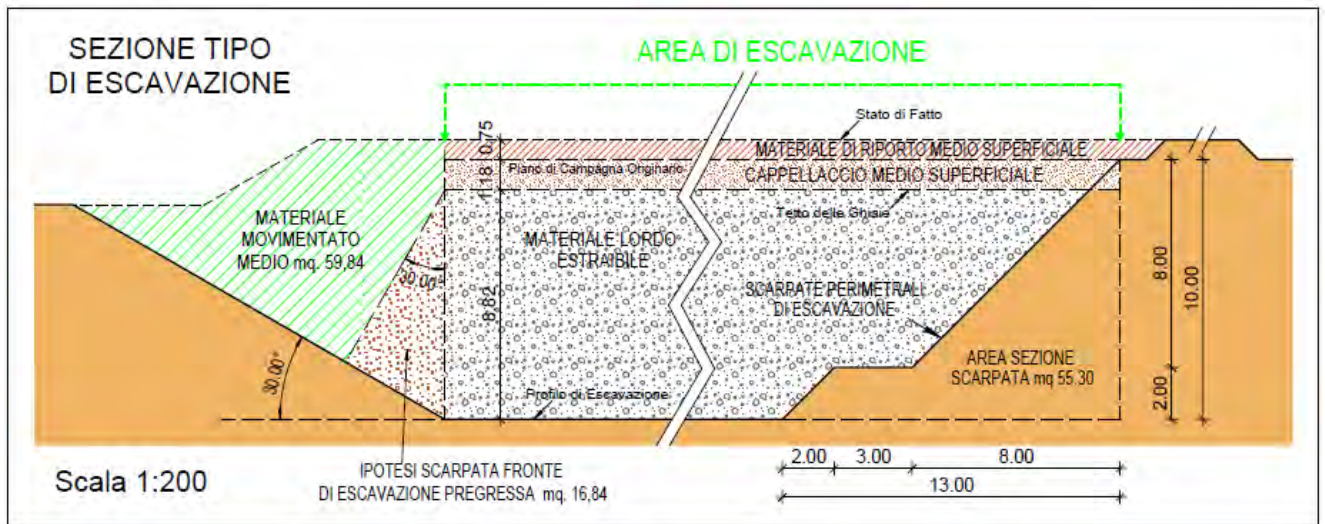 SEZIONE TIPO
DI ESCAVAZIONE
AREA DI ESCAVAZIONE
Stato di Fatto
0,75
MATERIALE DI RIPORTO MEDIO SUPERFICIALE
1,18
Piano di Campagna Originario
CAPPELLACCIO MEDIO SUPERFICIALE
Tetto delle Ghiaie
MATERIALE
MOVIMENTATO
MEDIO mq. 59,84
30.00°
MATERIALE LORDO
ESTRAIBILE
8,82
SCARPATE PERIMETRALI
DI ESCAVAZIONE
8.00
10.00
30.00°
AREA SEZIONE
SCARPATA mq 55.30
2.00
Profilo di Escavazione
IPOTESI SCARPATA FRONTE
DI ESCAVAZIONE PREGRESSA mq. 16,84
2.00 3.00 8.00
13.00
Scala 1:200